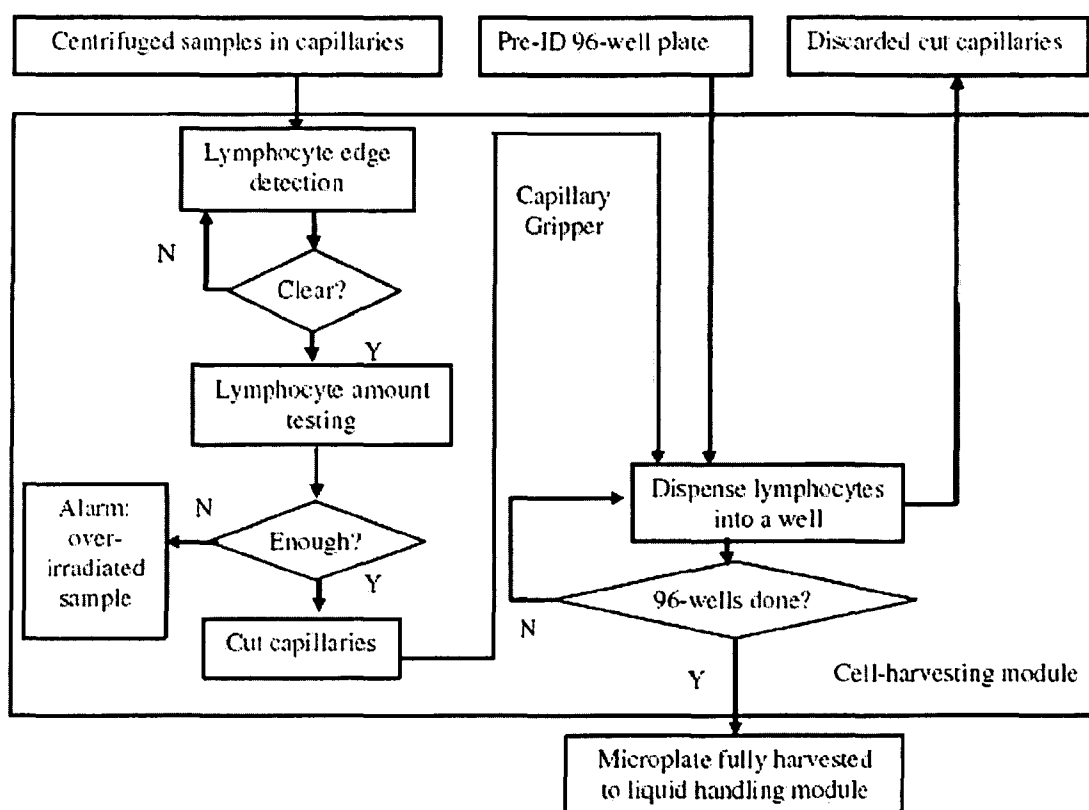 Centrifuged samples in capillaries
Pre-ID 96-well plate
Discarded cut capillaries
Lymphocyte edge
detection
N
Clear?
Y
Lymphocyte amount
testing
Alarm:
over-
irradiated
sample
N
Enough?
Y
Cut capillaries
Capillary
Gripper
Dispense lymphocytes
into a well
96-wells done?
N
Y
Cell-harvesting module
Microplate fully harvested
to liquid handling module